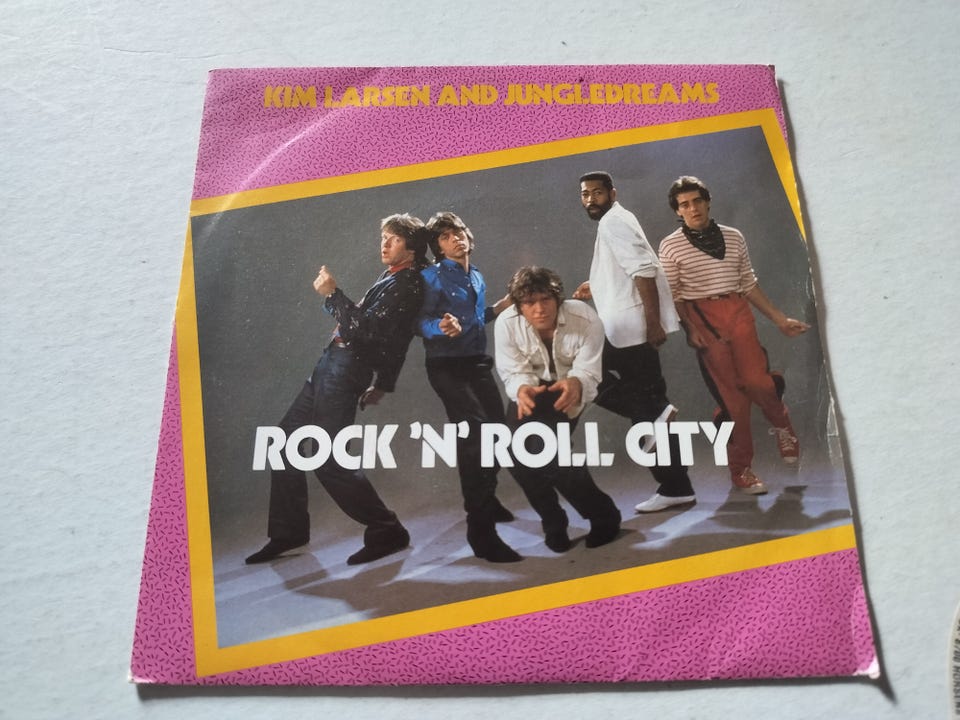 KIM LARSEN AND JUNGLEDREAMS
ROCK 'N' ROLL CITY